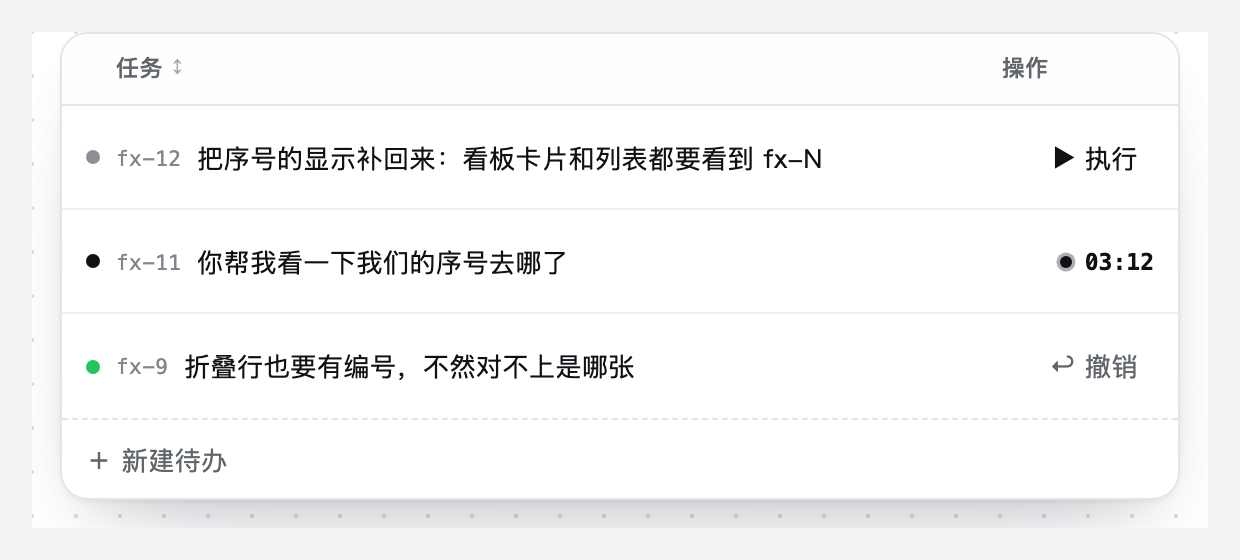 任务 ↕ 操作
fx-12 把序号的显示补回来：看板卡片和列表都要看到 fx-N ▶ 执行
fx-11 你帮我看一下我们的序号去哪了 03:12
fx-9 折叠行也要有编号，不然对不上是哪张 撤销
+ 新建待办